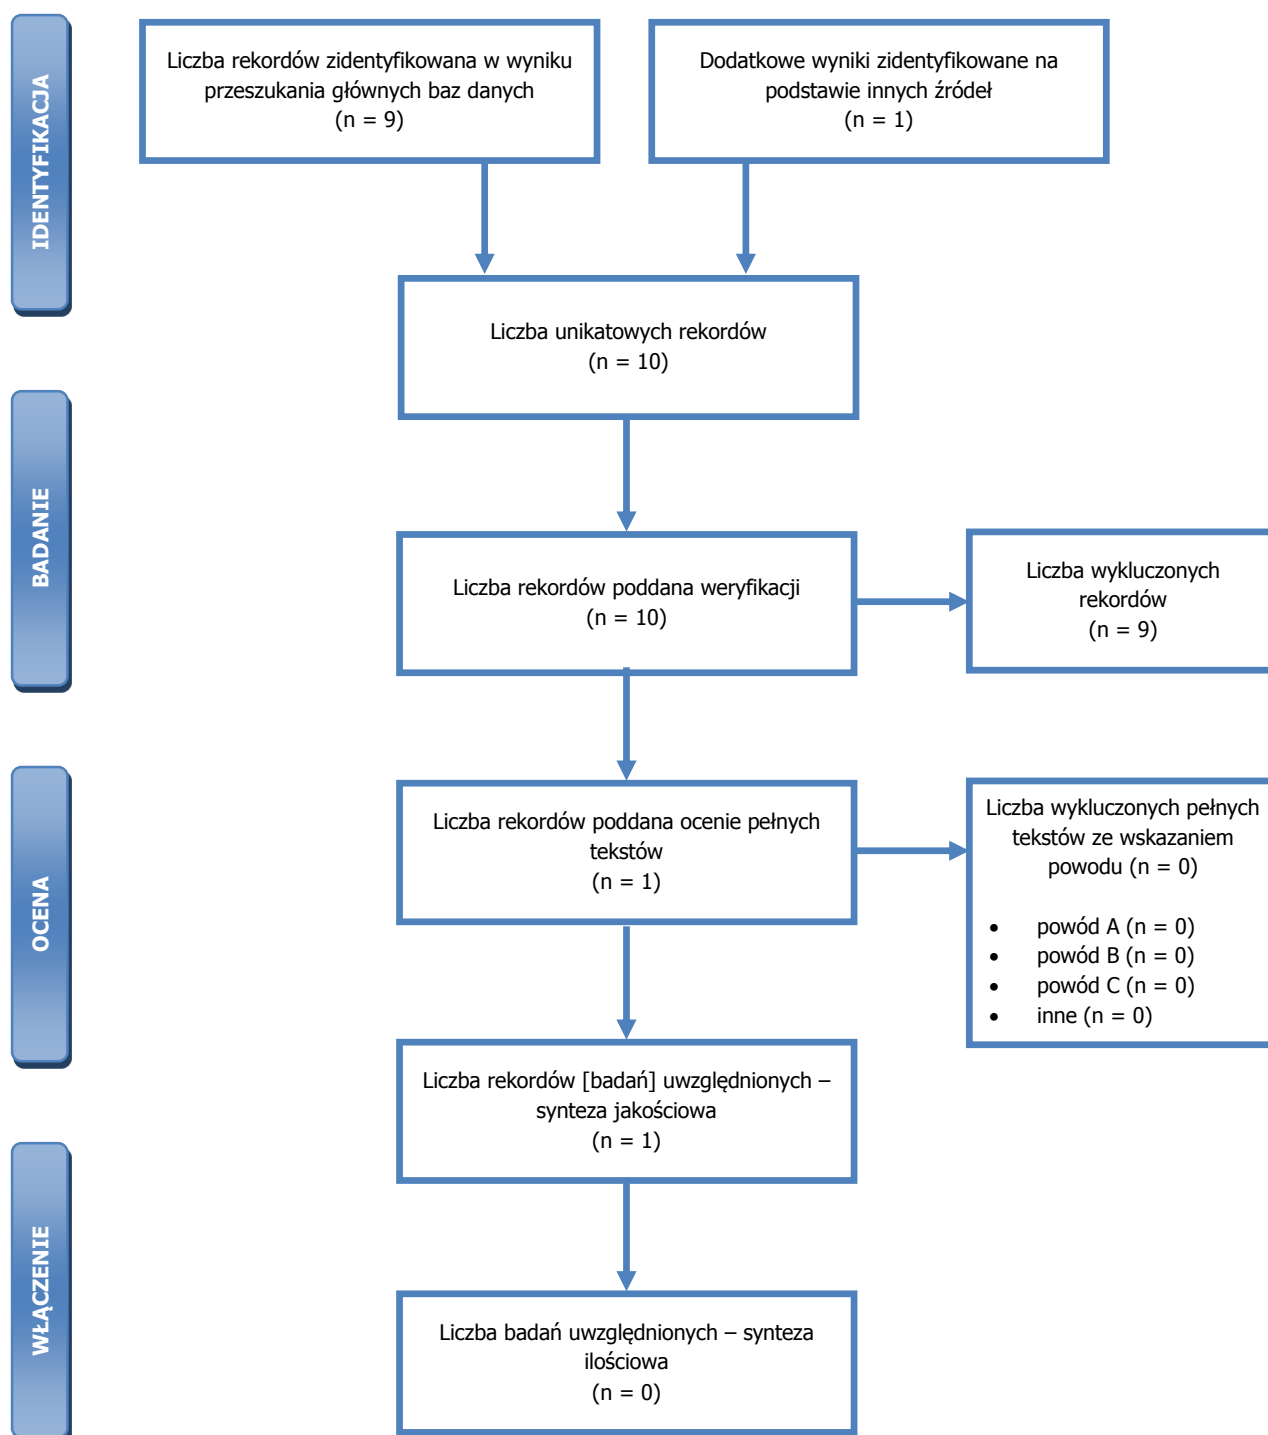 IDENTYFIKACJA
Liczba rekordów zidentyfikowana w wyniku
przeszukania głównych baz danych
(n = 9)
Dodatkowe wyniki zidentyfikowane na
podstawie innych źródeł
(n = 1)
Liczba unikatowych rekordów
(n = 10)
BADANIE
Liczba rekordów poddana weryfikacji
(n = 10)
Liczba wykluczonych
rekordów
(n = 9)
OCENA
Liczba rekordów poddana ocenie pełnych
tekstów
(n = 1)
Liczba wykluczonych pełnych
tekstów ze wskazaniem
powodu (n = 0)
• powód A (n = 0)
• powód B (n = 0)
• powód C (n = 0)
• inne (n = 0)
Liczba rekordów [badań] uwzględnionych –
synteza jakościowa
(n = 1)
WŁĄCZENIE
Liczba badań uwzględnionych – synteza
ilościowa
(n = 0)